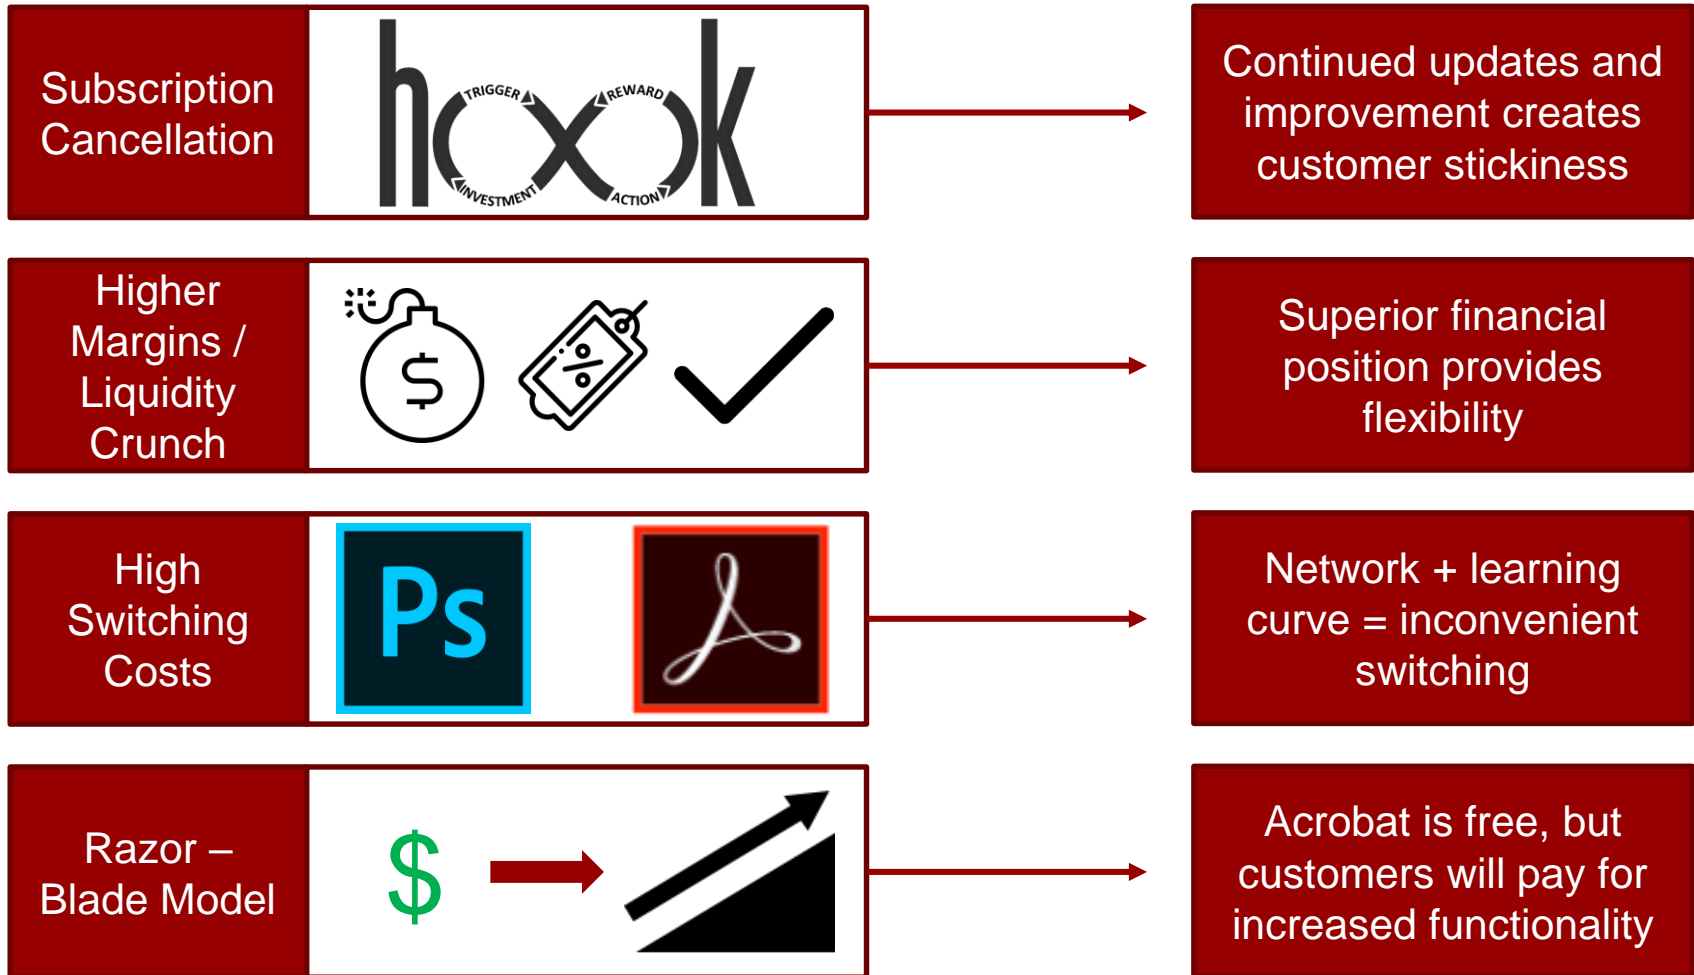 Subscription
Cancellation
hook
TRIGGER
REWARD
INVESTMENT
ACTION
Continued updates and
improvement creates
customer stickiness
Higher
Margins /
Liquidity
Crunch
$
%
Superior financial
position provides
flexibility
High
Switching
Costs
Ps
Network + learning
curve = inconvenient
switching
Razor –
Blade Model
$
Acrobat is free, but
customers will pay for
increased functionality